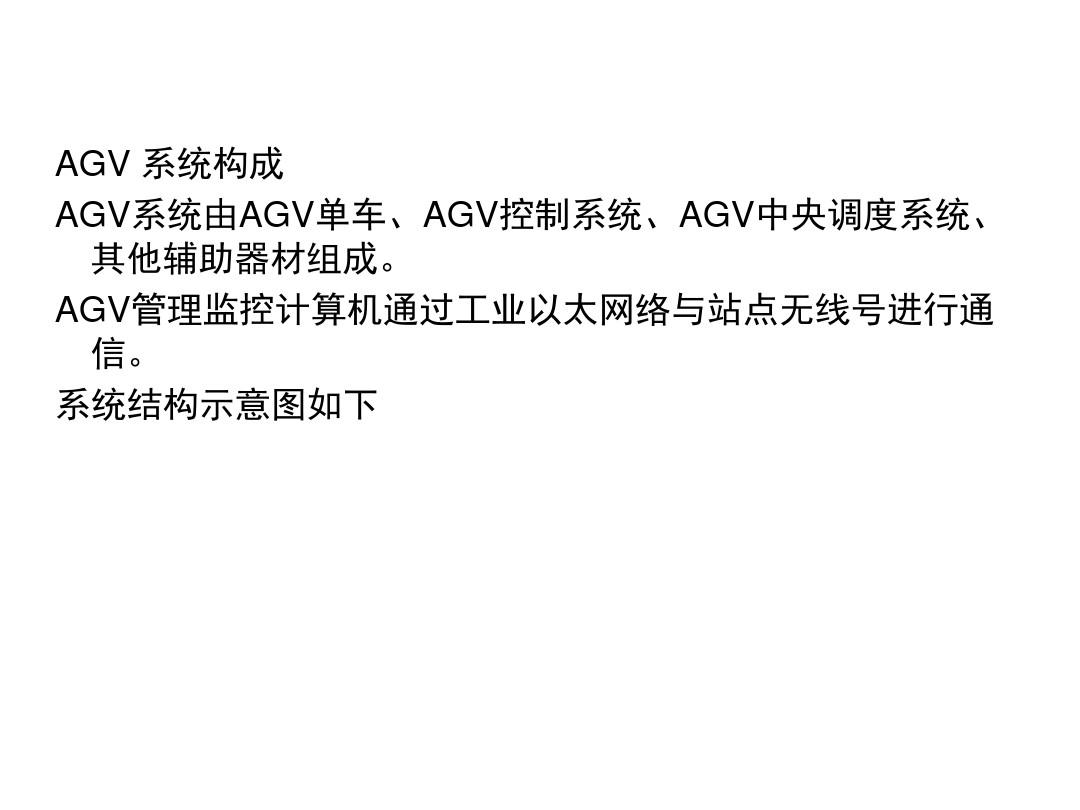 AGV 系统构成
AGV系统由AGV单车、AGV控制系统、AGV中央调度系统、
其他辅助器材组成。
AGV管理监控计算机通过工业以太网络与站点无线号进行通
信。
系统结构示意图如下